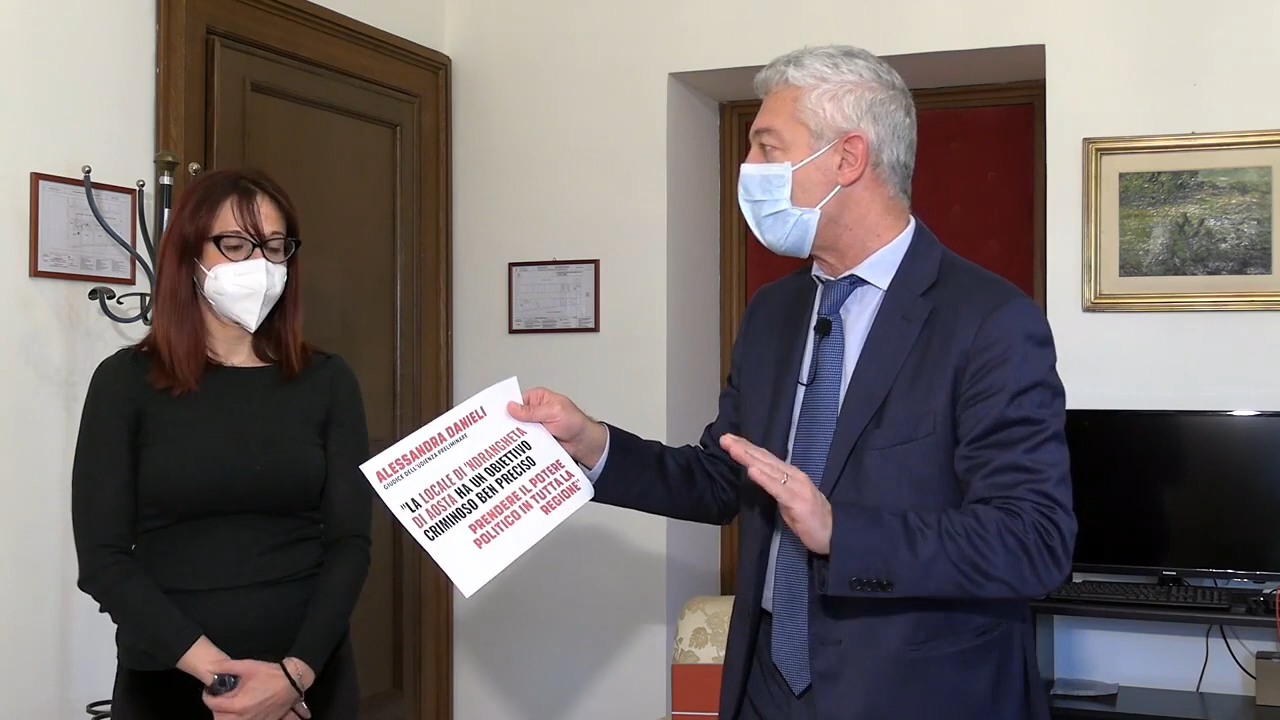 ALESSANDRA DANIELI
GIUDICE DELL'UDIENZA PRELIMINARE
"LA LOCALE DI 'NDRANGHETA
DI AOSTA HA UN OBIETTIVO
CRIMINOSO BEN PRECISO
PRENDERE IL POTERE
POLITICO IN TUTTA LA
REGIONE"